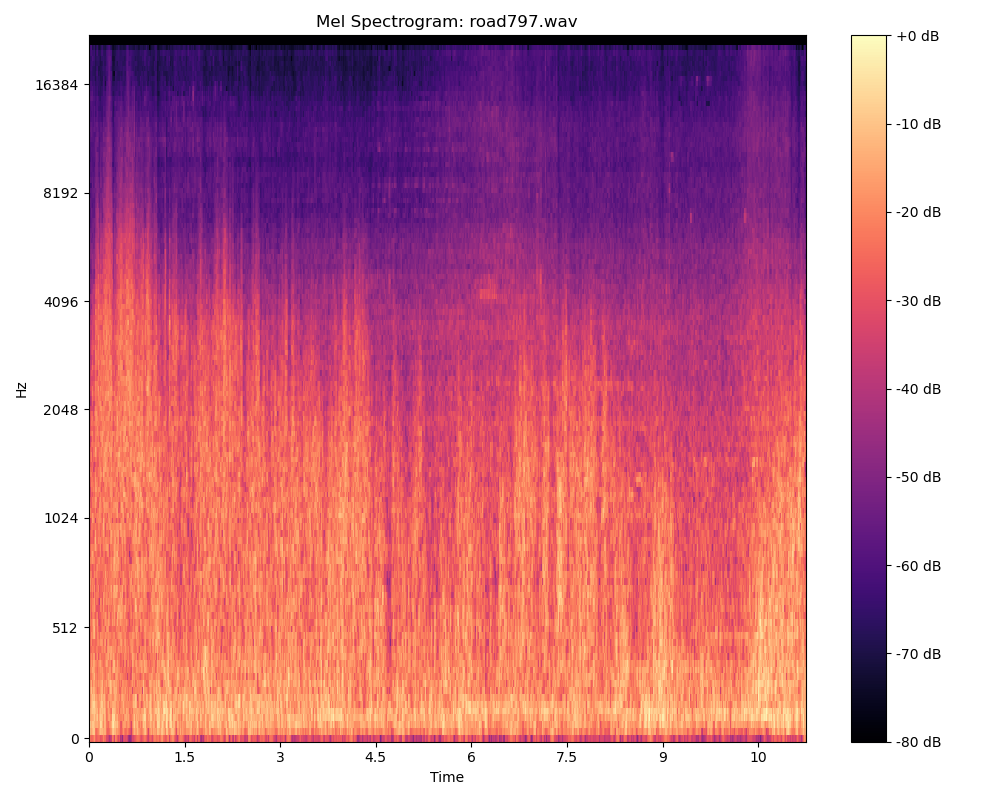 Mel Spectrogram: road797.wav
Hz
16384
8192
4096
2048
1024
512
0
0 1.5 3 4.5 6 7.5 9 10
Time
+0 dB
-10 dB
-20 dB
-30 dB
-40 dB
-50 dB
-60 dB
-70 dB
-80 dB